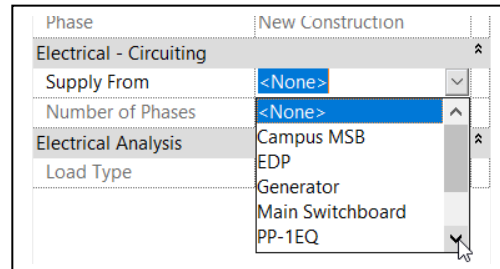 Phase New Construction
Electrical - Circuiting
Supply From <None>
Number of Phases <None>
Campus MSB
Electrical Analysis
EDP
Load Type
Generator
Main Switchboard
PP-1EQ